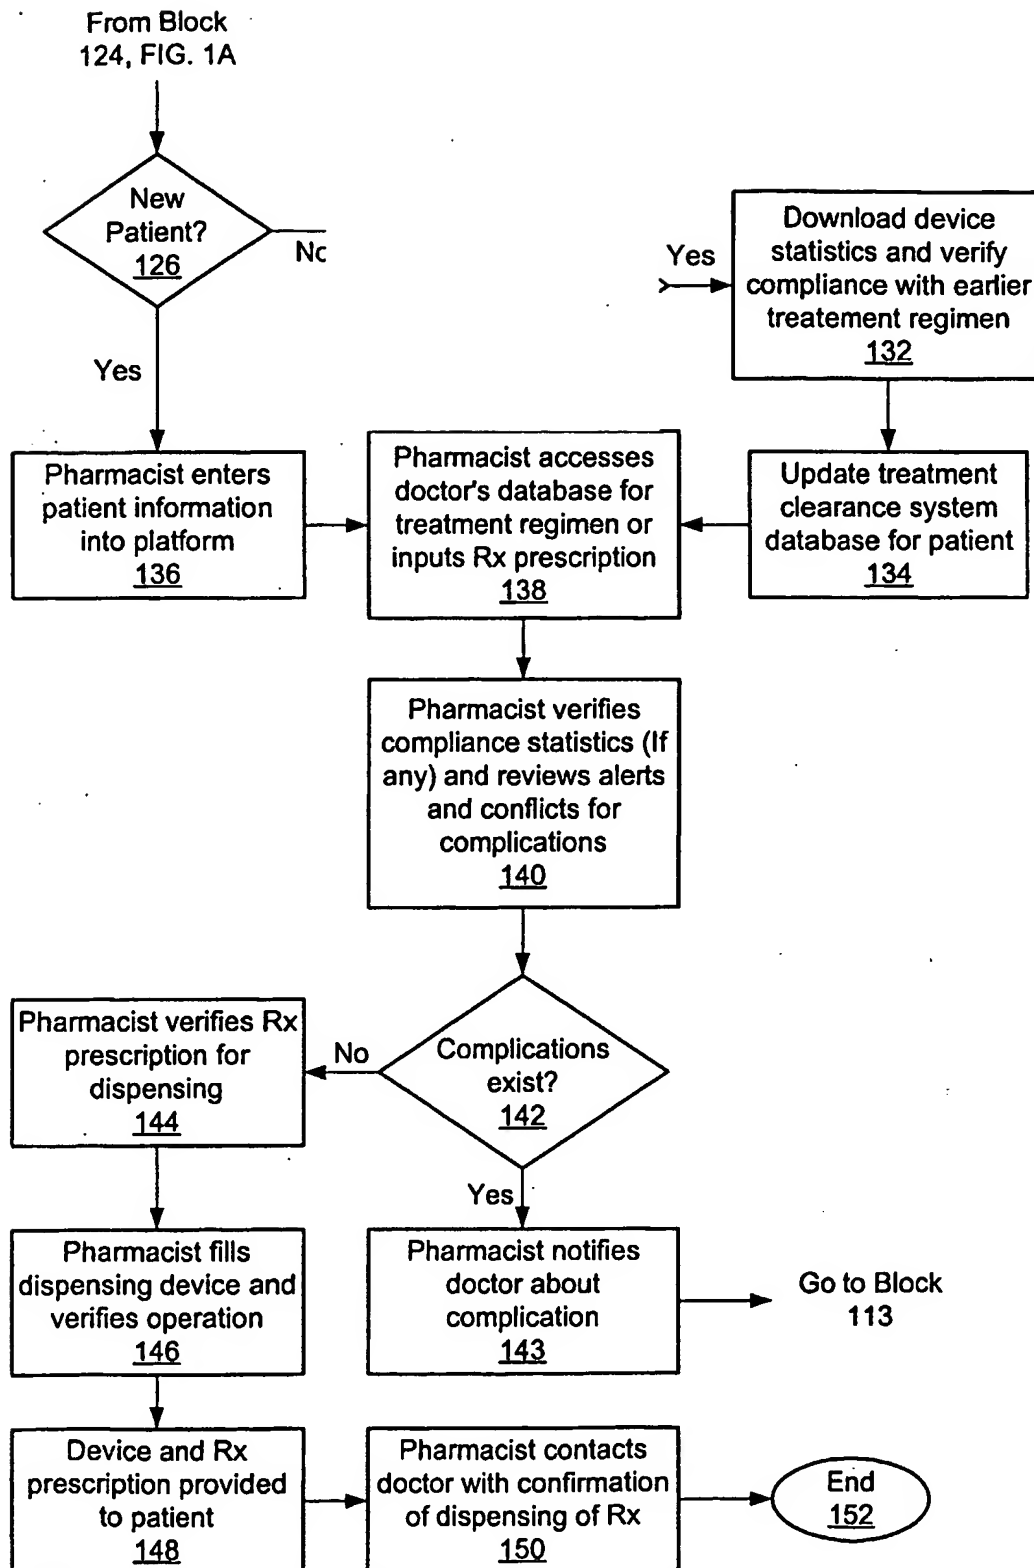 From Block
124, FIG. 1A
New
Patient?
126
Yes
Yes
Download device
statistics and verify
compliance with earlier
treatement regimen
132
Pharmacist enters
patient information
into platform
136
Pharmacist accesses
doctor's database for
treatment regimen or
inputs Rx prescription
138
Update treatment
clearance system
database for patient
134
Pharmacist verifies
compliance statistics (If
any) and reviews alerts
and conflicts for
complications
140
Complications
exist?
142
No
Yes
Pharmacist verifies Rx
prescription for
dispensing
144
Pharmacist fills
dispensing device and
verifies operation
146
Pharmacist notifies
doctor about
complication
143
Go to Block
113
Device and Rx
prescription provided
to patient
148
Pharmacist contacts
doctor with confirmation
of dispensing of Rx
150
End
152